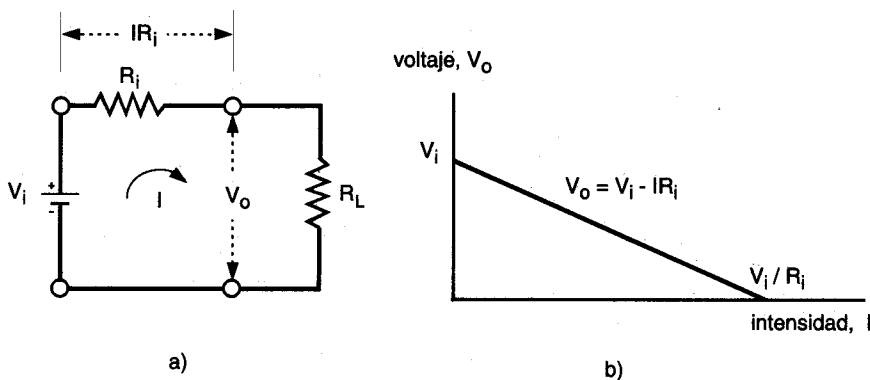 IRi
Ri
Vi
+
-
I
Vo
RL
a)
voltaje, Vo
Vi
Vo = Vi - IRi
Vi / Ri
intensidad, I
b)